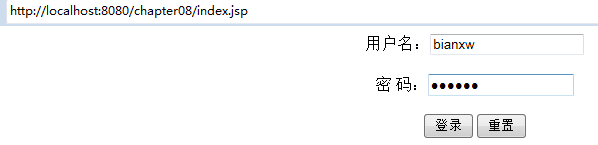 http://localhost:8080/chapter08/index.jsp
用户名：bianxw
密 码：●●●●●●
登录 重置